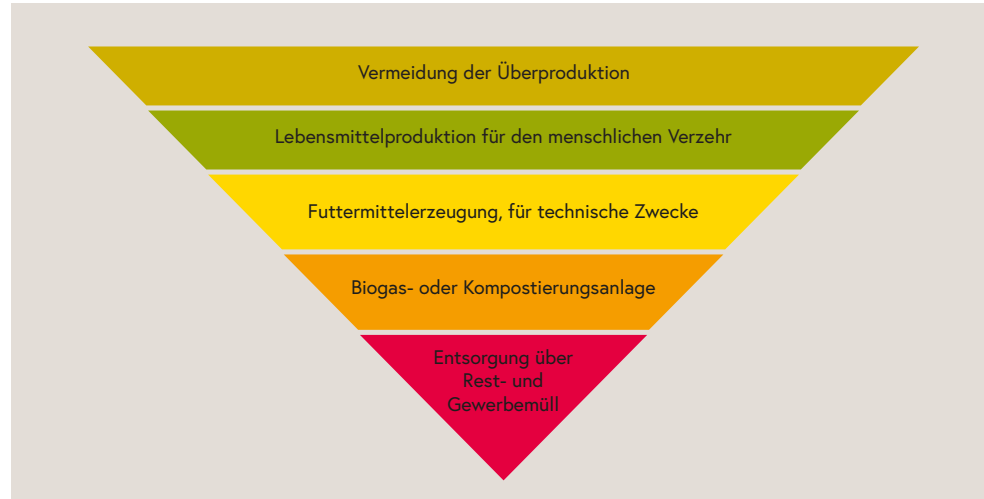 Vermeidung der Überproduktion
Lebensmittelproduktion für den menschlichen Verzehr
Futtermittelerzeugung, für technische Zwecke
Biogas- oder Kompostierungsanlage
Entsorgung über
Rest- und
Gewerbemüll